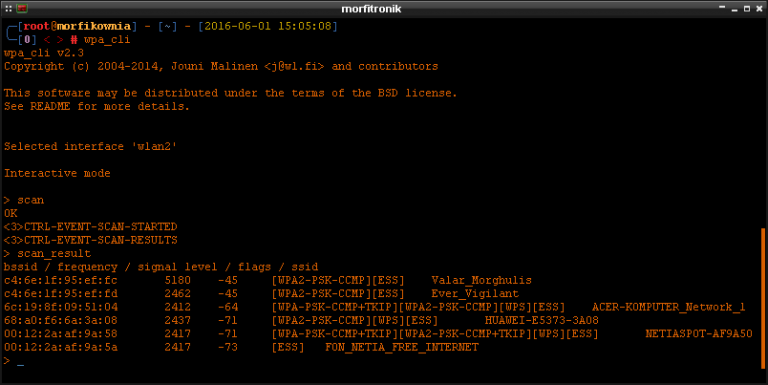 morfitronik
[root@morfikownia] - [~] - [2016-06-01 15:05:08]
[0] < > # wpa_cli
wpa_cli v2.3
Copyright (c) 2004-2014, Jouni Malinen <j@w1.fi> and contributors
This software may be distributed under the terms of the BSD license.
See README for more details.
Selected interface 'wlan2'
Interactive mode
> scan
OK
<3>CTRL-EVENT-SCAN-STARTED
<3>CTRL-EVENT-SCAN-RESULTS
> scan_result
bssid / frequency / signal level / flags / ssid
c4:6e:1f:95:ef:fc 5180 -45 [WPA2-PSK-CCMP][ESS] Valar_Morghulis
c4:6e:1f:95:ef:fd 2462 -45 [WPA2-PSK-CCMP][ESS] Ever_Vigilant
6c:19:8f:09:51:04 2412 -64 [WPA-PSK-CCMP+TKIP][WPA2-PSK-CCMP][WPS][ESS] ACER-KOMPUTER_Network_1
68:a0:f6:6a:3a:08 2437 -71 [WPA2-PSK-CCMP][WPS][ESS] HUAWEI-E5373-3A08
00:12:2a:af:9a:58 2417 -71 [WPA-PSK-CCMP+TKIP][WPA2-PSK-CCMP+TKIP][WPS][ESS] NETIASPOT-AF9A50
00:12:2a:af:9a:5a 2417 -73 [ESS] FON_NETIA_FREE_INTERNET
> _